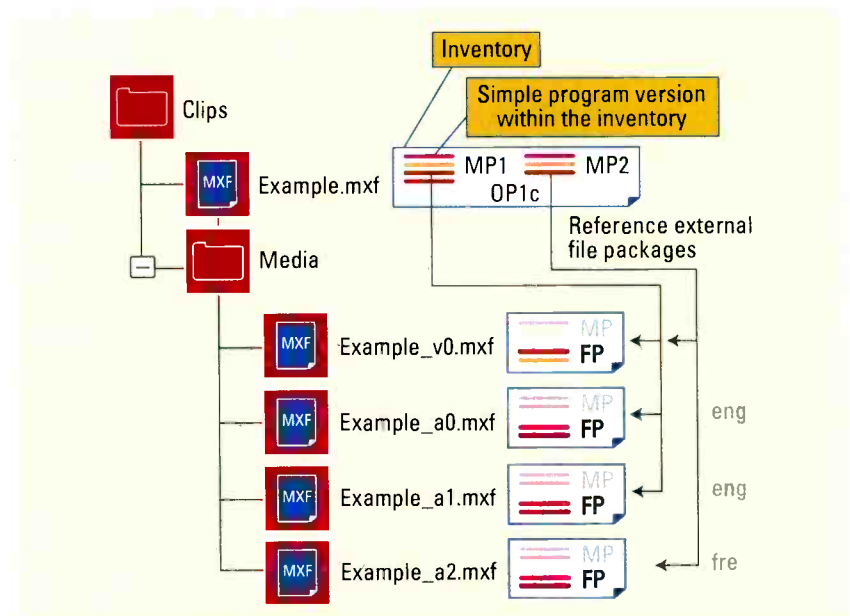 Inventory
Simple program version
within the inventory
Clips
MXF
Example.mxf
MP1
MP2
OP1c
Reference external
file packages
Media
MXF
Example_v0.mxf
MP
FP
MXF
Example_a0.mxf
MP
FP
eng
MXF
Example_a1.mxf
MP
FP
eng
MXF
Example_a2.mxf
MP
FP
fre